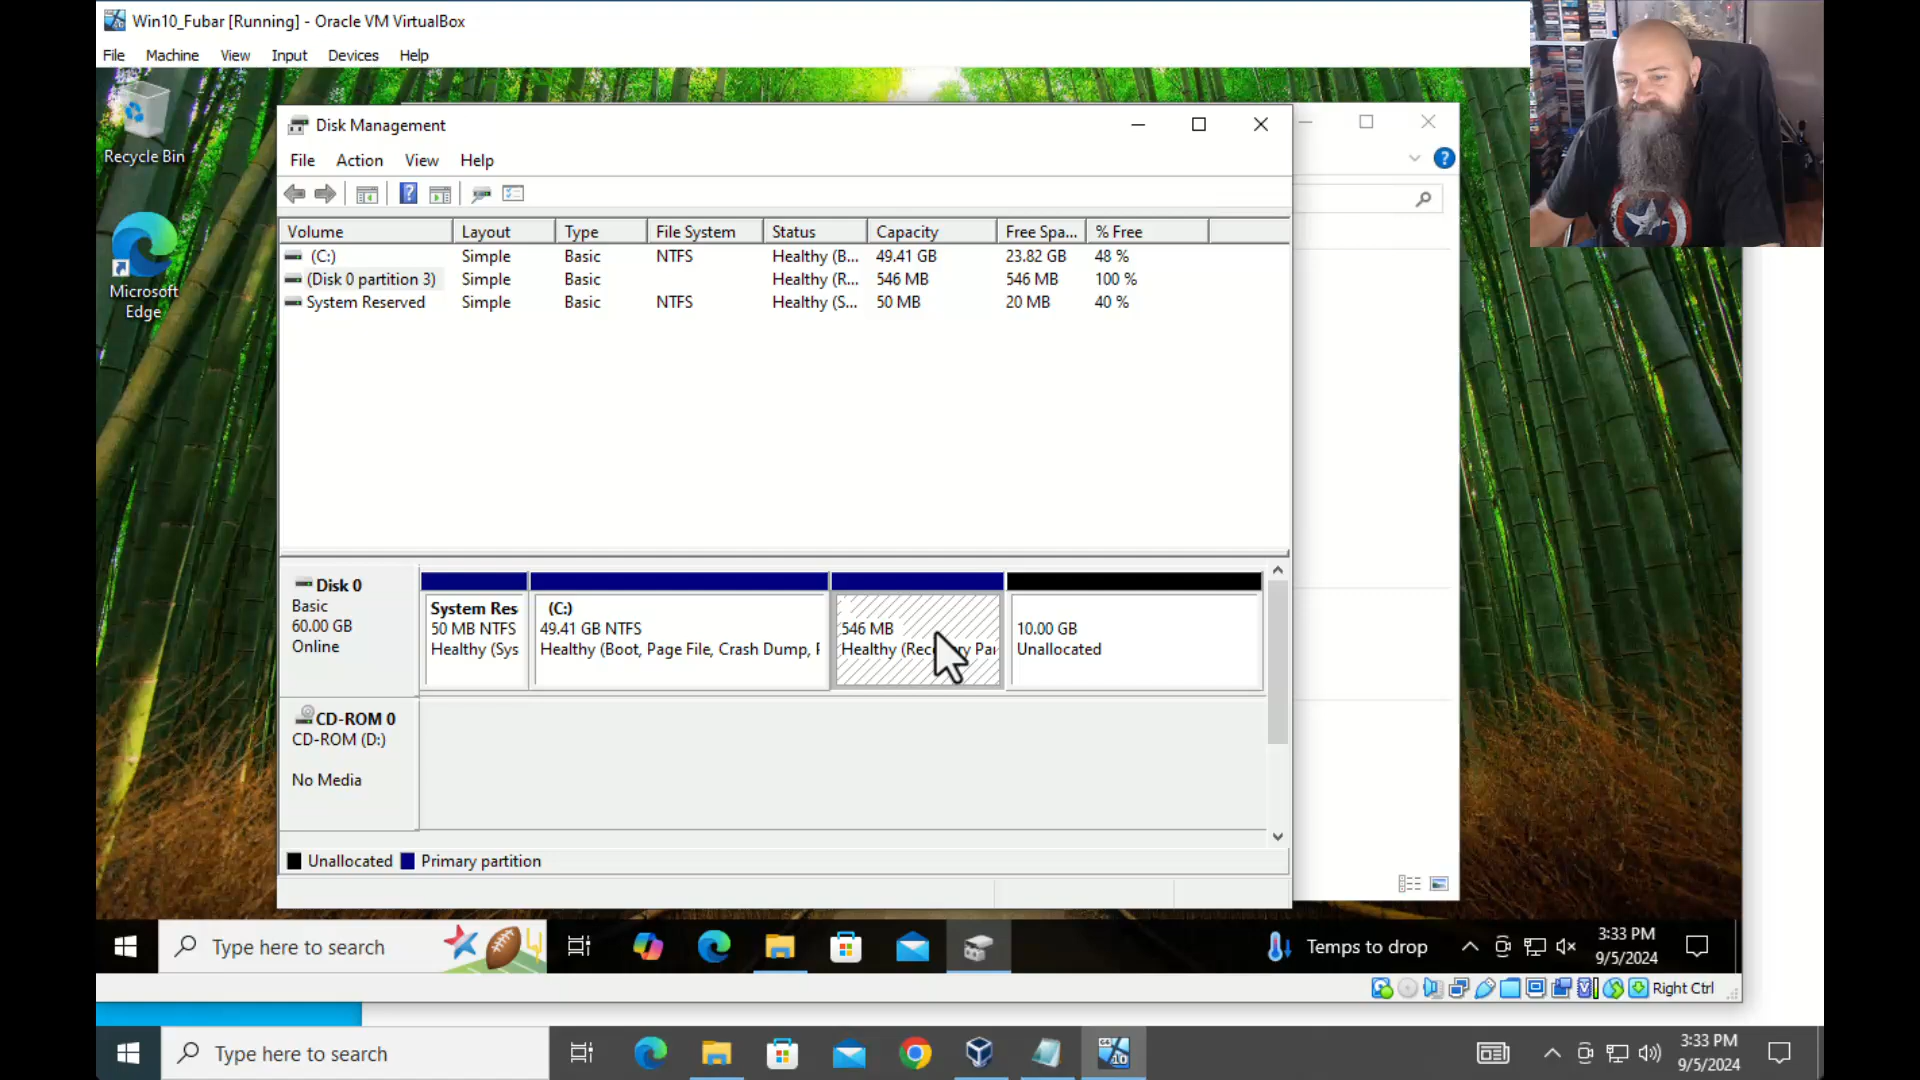 Win10_Fubar [Running] - Oracle VM VirtualBox
File Machine View Input Devices Help
Recycle Bin
Microsoft
Edge
Disk Management
File Action View Help
Volume Layout Type File System Status Capacity Free Spa... % Free
(C:) Simple Basic NTFS Healthy (B... 49.41 GB 23.82 GB 48 %
(Disk 0 partition 3) Simple Basic Healthy (R... 546 MB 546 MB 100 %
System Reserved Simple Basic NTFS Healthy (S... 50 MB 20 MB 40 %
Disk 0
Basic
60.00 GB
Online
System Res
50 MB NTFS
Healthy (Sys
(C:)
49.41 GB NTFS
Healthy (Boot, Page File, Crash Dump,
546 MB
Healthy
10.00 GB
Unallocated
CD-ROM 0
CD-ROM (D:)
No Media
Unallocated Primary partition
Type here to search
Temps to drop
3:33 PM
9/5/2024
Right Ctrl
Type here to search
3:33 PM
9/5/2024